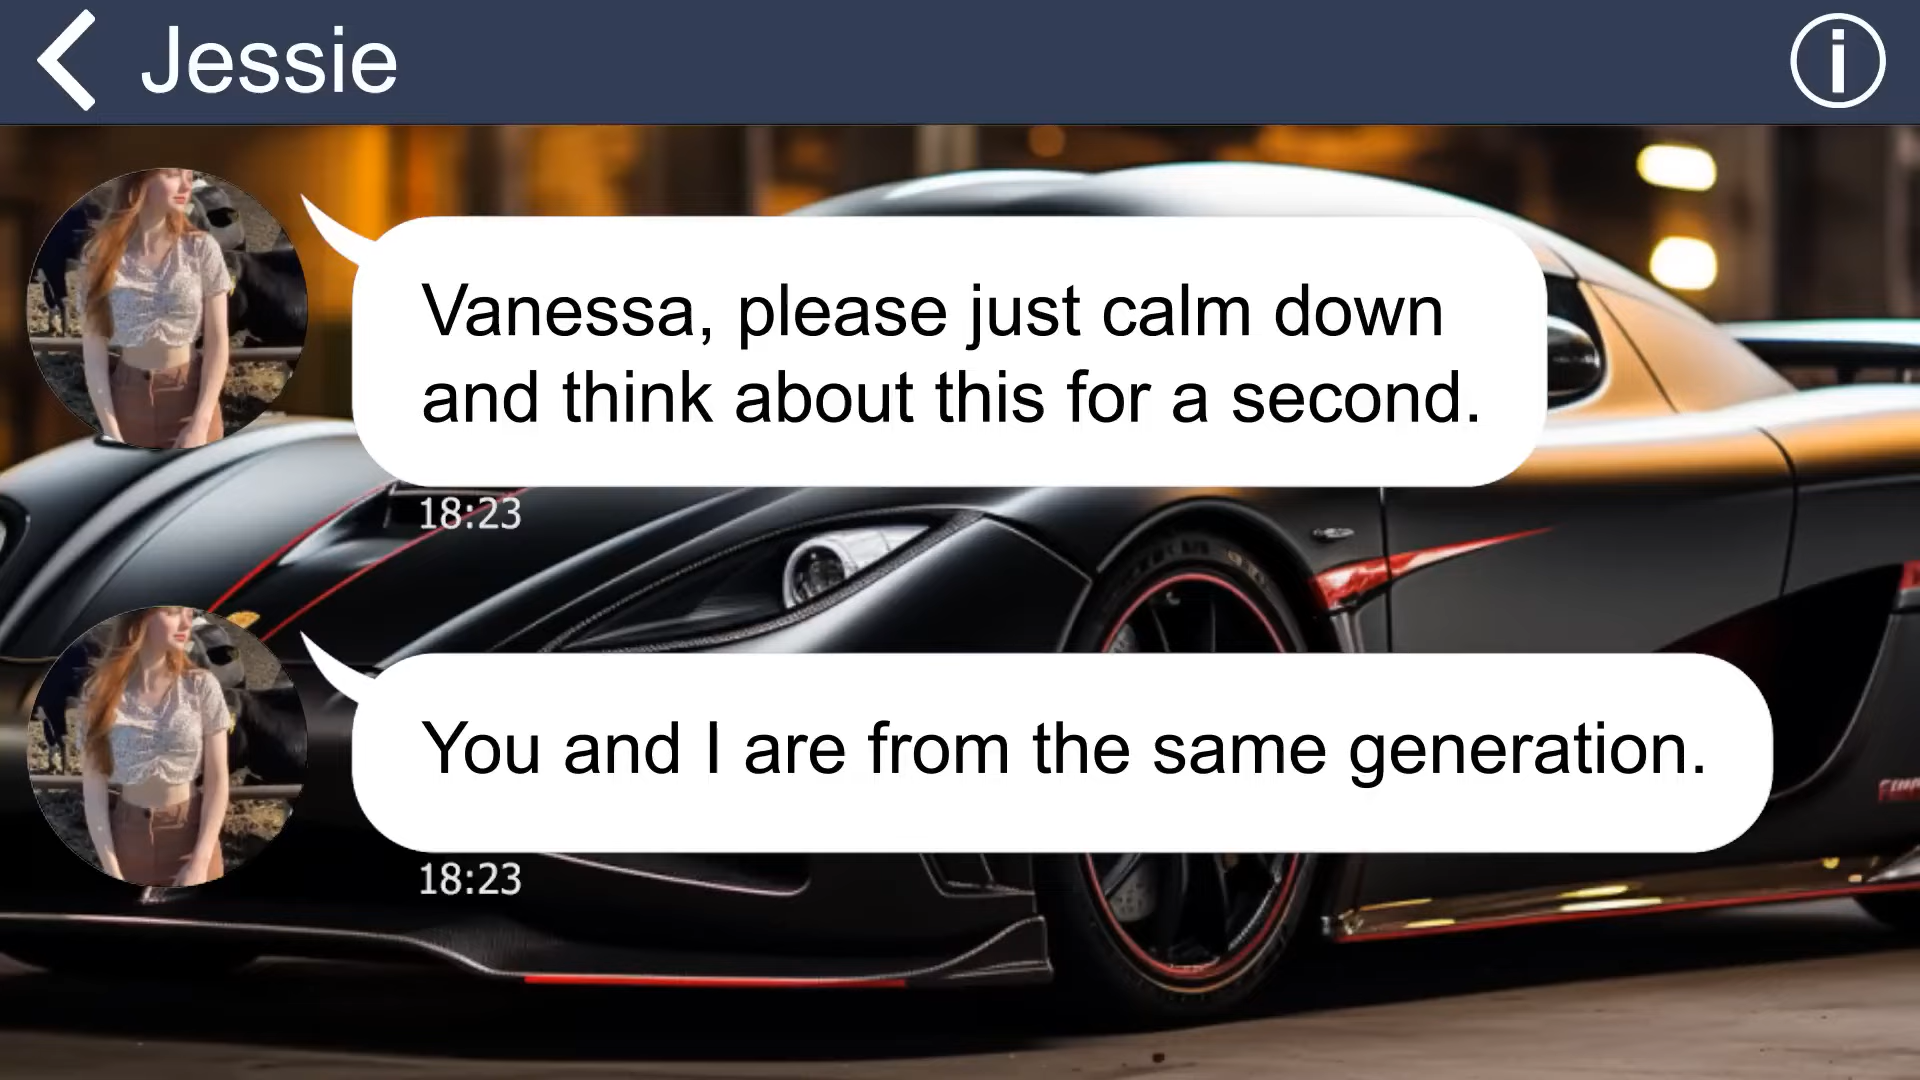 Jessie
Vanessa, please just calm down
and think about this for a second.
18:23
You and I are from the same generation.
18:23